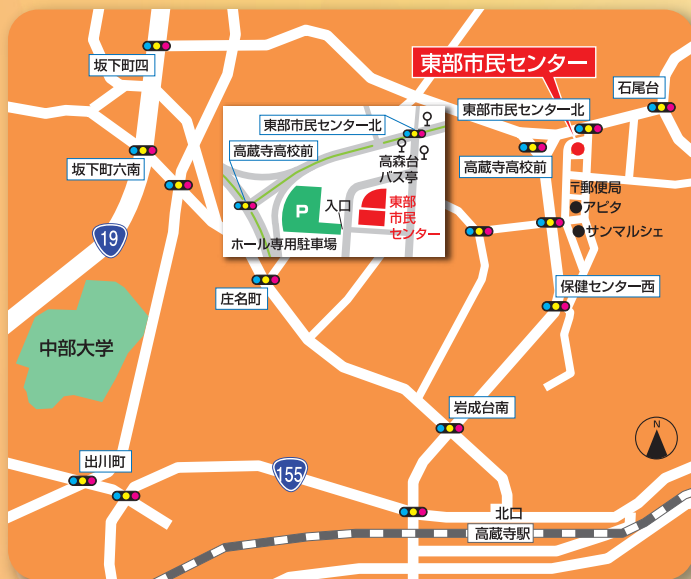 坂下町四
東部市民センター
石尾台
東部市民センター北
東部市民センター北
高蔵寺高校前
高森台
バス亭
高蔵寺高校前
坂下町六南
P
入口
東部
市民
センター
ホール専用駐車場
〒郵便局
アピタ
サンマルシェ
19
庄名町
保健センター西
中部大学
岩成台南
N
出川町
155
北口
高蔵寺駅